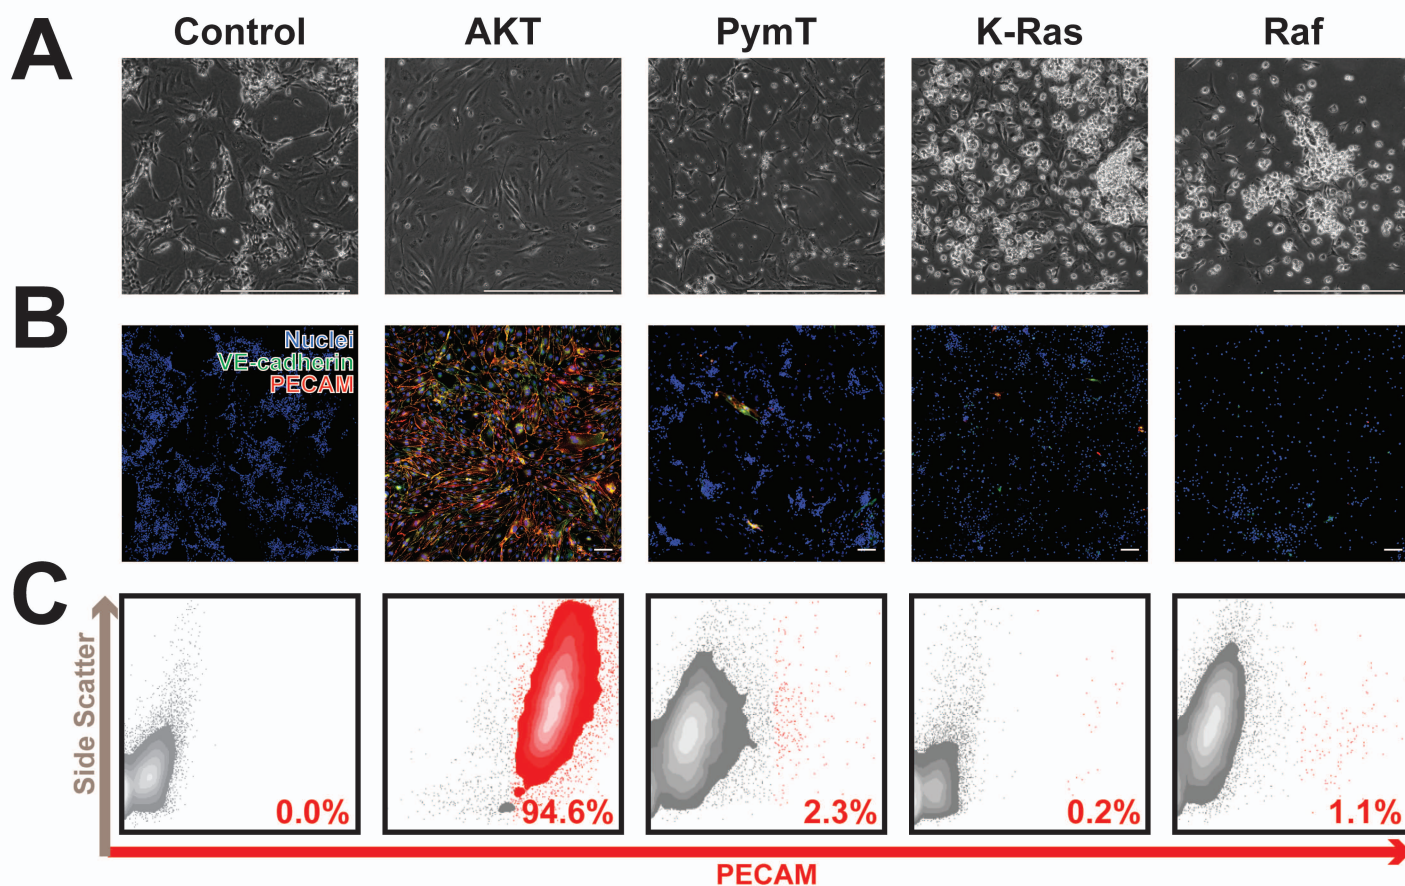 A
Control
AKT
PymT
K-Ras
Raf
B
Nuclei
VE-cadherin
PECAM
C
Side Scatter
0.0%
94.6%
2.3%
0.2%
1.1%
PECAM